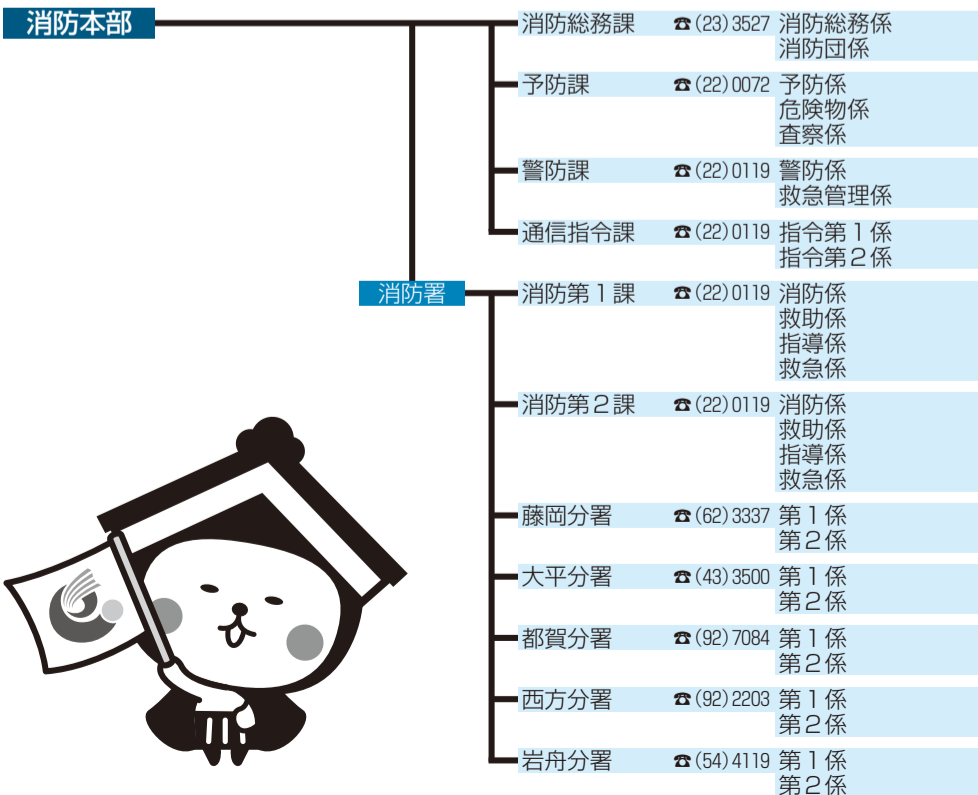 消防本部
消防総務課 ☎(23)3527 消防総務係
消防団係
予防課 ☎(22)0072 予防係
危険物係
査察係
警防課 ☎(22)0119 警防係
救急管理係
通信指令課 ☎(22)0119 指令第1係
指令第2係
消防署
消防第1課 ☎(22)0119 消防係
救助係
指導係
救急係
消防第2課 ☎(22)0119 消防係
救助係
指導係
救急係
藤岡分署 ☎(62)3337 第1係
第2係
大平分署 ☎(43)3500 第1係
第2係
都賀分署 ☎(92)7084 第1係
第2係
西方分署 ☎(92)2203 第1係
第2係
岩舟分署 ☎(54)4119 第1係
第2係